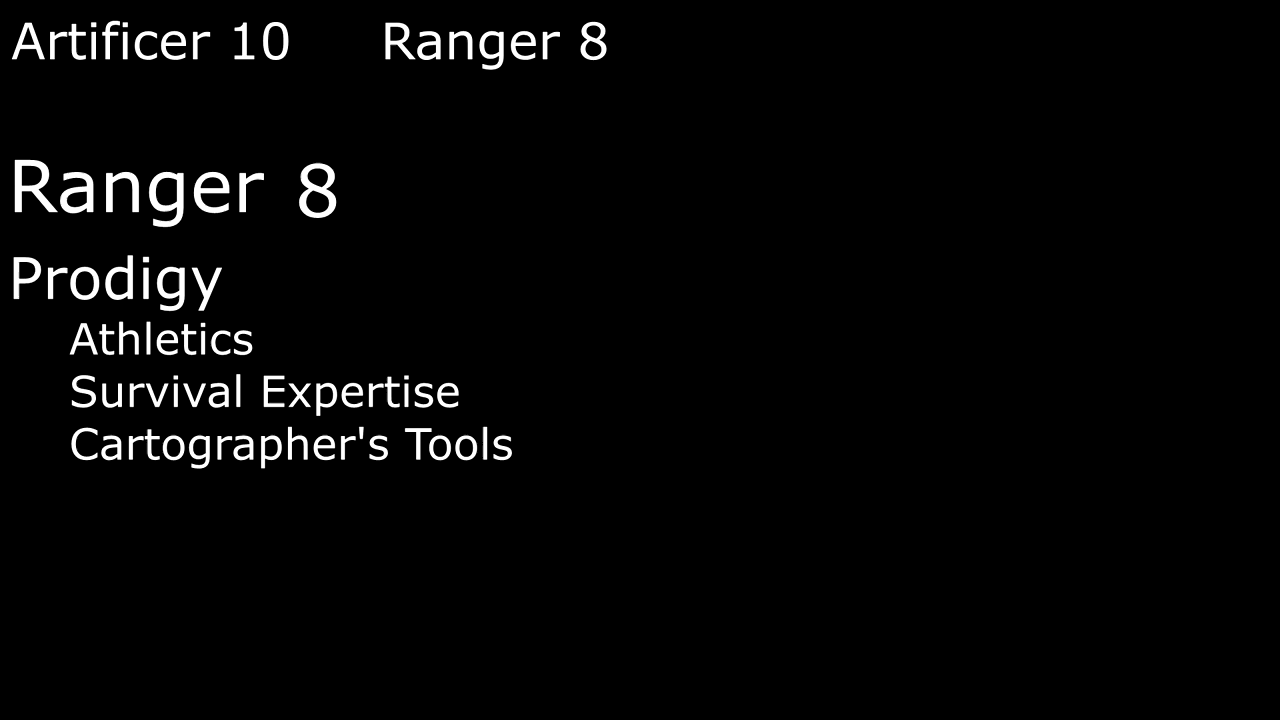 Artificer 10 Ranger 8
Ranger 8
Prodigy
Athletics
Survival Expertise
Cartographer's Tools